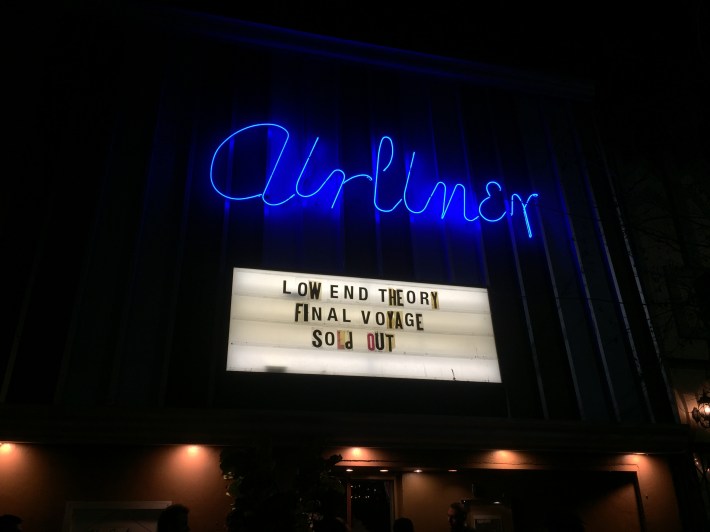 Airliner
LOW END THEORY
FINAL VOYAGE
SOLd OUT